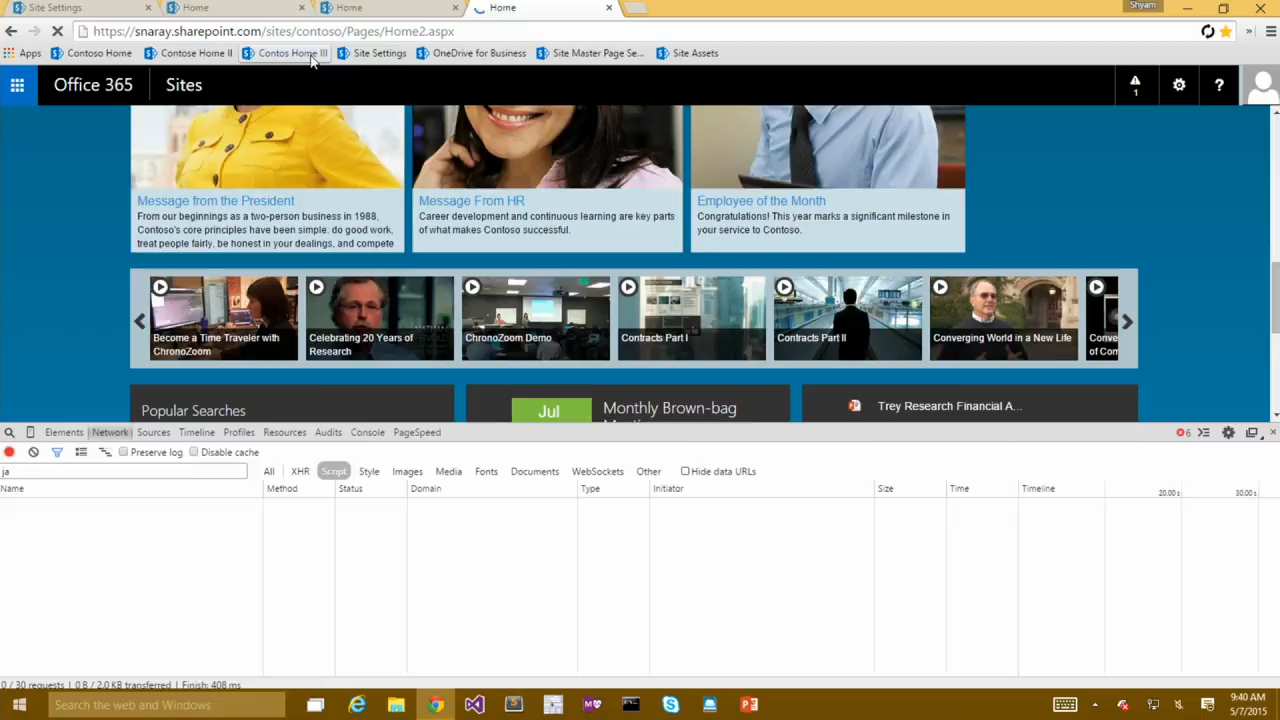 Site Settings
Home
Home
Home
Shyam
https://snaray.sharepoint.com/sites/contoso/Pages/Home2.aspx
Apps Contoso Home Contose Home II Contos Home III Site Settings OneDrive for Business Site Master Page Se... Site Assets
Office 365 Sites 1 ?
Message from the President
From our beginnings as a two-person business in 1988,
Contoso's core principles have been simple: do good work,
treat people fairly, be honest in your dealings, and compete
Message From HR
Career development and continuous learning are key parts
of what makes Contoso successful.
Employee of the Month
Congratulations! This year marks a significant milestone in
your service to Contoso.
Become a Time Traveler with
ChronoZoom
Celebrating 20 Years of
Research
ChronoZoom Demo
Contracts Part I
Contracts Part II
Converging World in a New Life
Conve
of Com
Popular Searches
Jul
Monthly Brown-bag
Trey Research Financial A...
Elements Network Sources Timeline Profiles Resources Audits Console PageSpeed 6
Preserve log Disable cache
ja
All XHR Script Style Images Media Fonts Documents WebSockets Other Hide data URLs
Name Method Status Domain Type Initiator Size Time Timeline 20.00 s 30.00 s
0 / 30 requests | 0 B / 2.0 KB transferred | Finish: 408 ms
Search the web and Windows
9:40 AM
5/7/2015